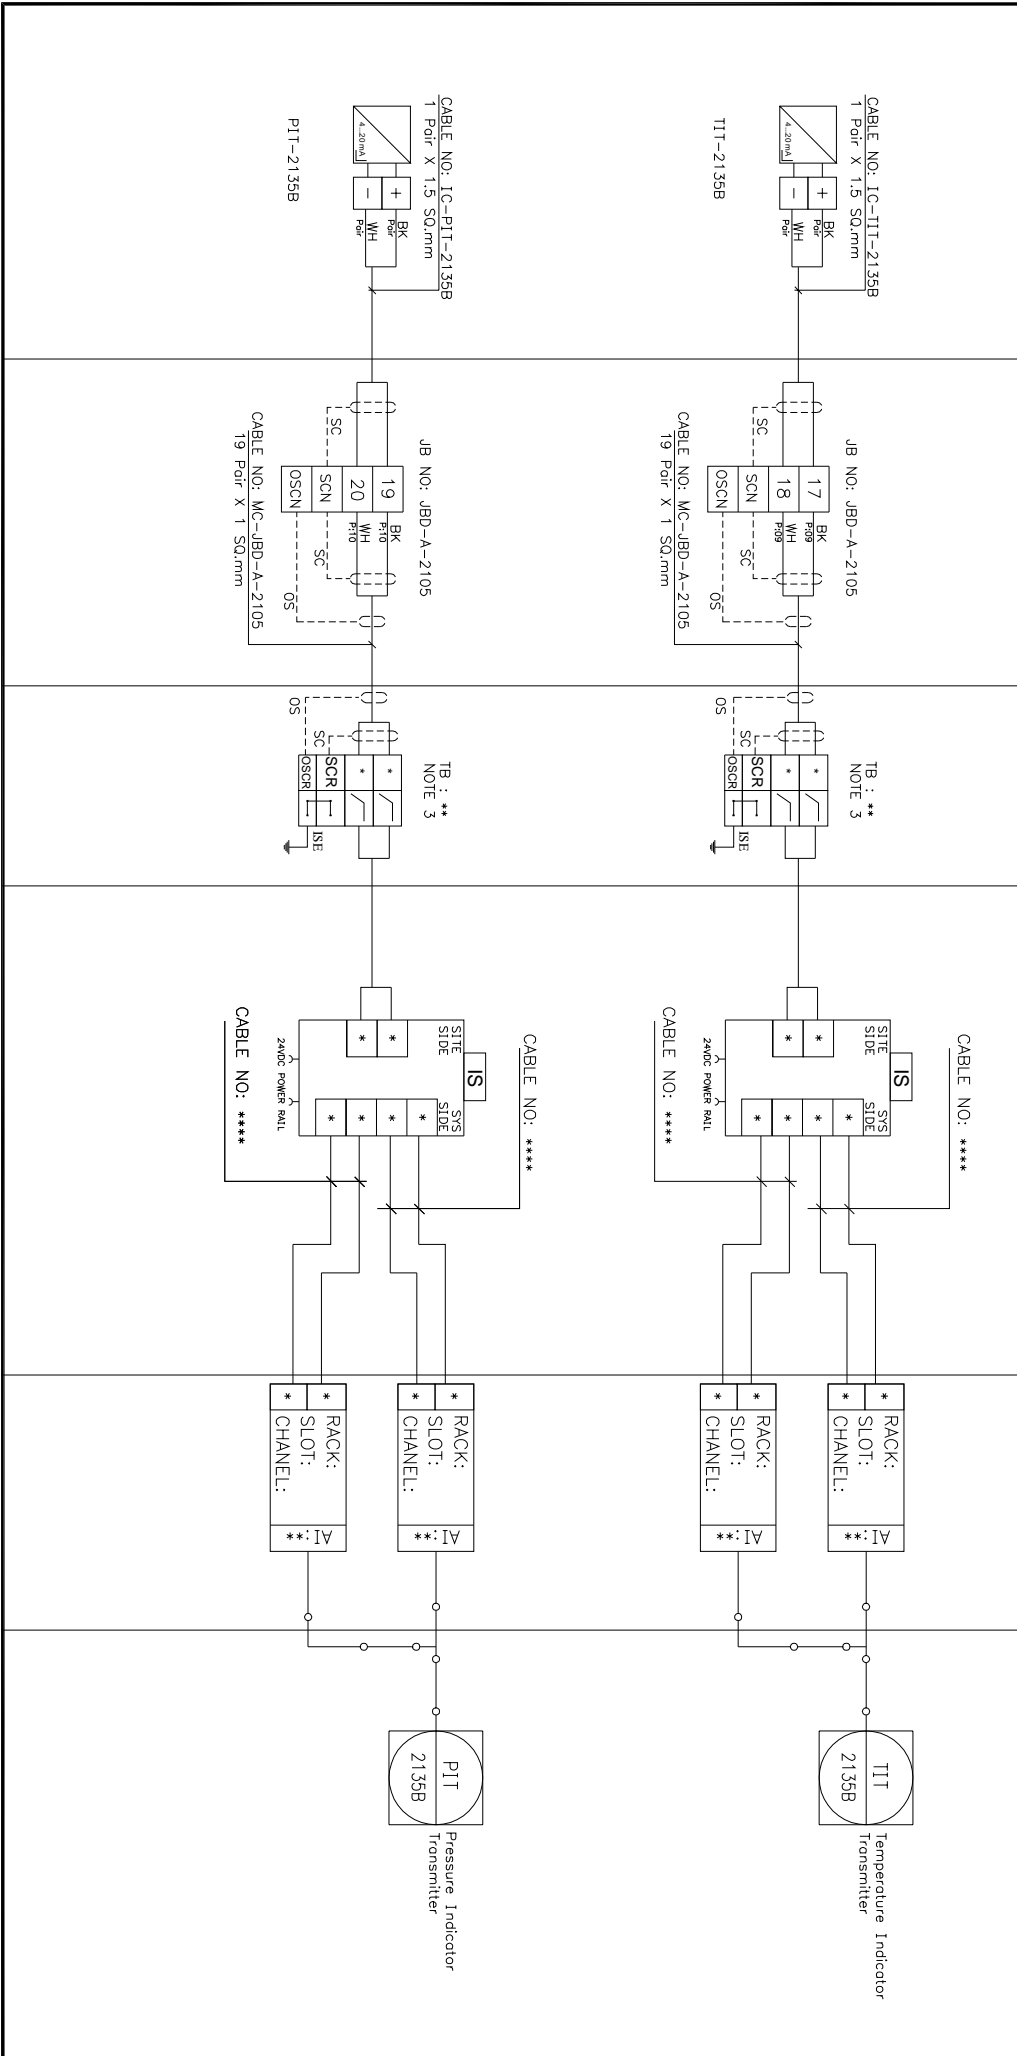 CABLE NO: IC-TIT-2135B
1 Pair X 1.5 SQ.mm
4..20mA
+
-
BK
Pair
WH
Pair
TIT-2135B
JB NO: JBD-A-2105
SC
17
18
SCN
OSCN
BK
P:09
WH
P:09
SC
OS
CABLE NO: MC-JBD-A-2105
19 Pair X 1 SQ.mm
TB : **
NOTE 3
OS
SC
*
*
SCR
OSCR
ISE
CABLE NO: ****
IS
SITE
SIDE
SYS
SIDE
*
*
*
*
*
*
24VDC POWER RAIL
CABLE NO: ****
*
*
RACK:
SLOT:
CHANEL:
AI:
**
*
*
RACK:
SLOT:
CHANEL:
AI:
**
TIT
2135B
Temperature Indicator
Transmitter
CABLE NO: IC-PIT-2135B
1 Pair X 1.5 SQ.mm
4..20mA
+
-
BK
Pair
WH
Pair
PIT-2135B
JB NO: JBD-A-2105
SC
19
20
SCN
OSCN
BK
P:10
WH
P:10
SC
OS
CABLE NO: MC-JBD-A-2105
19 Pair X 1 SQ.mm
TB : **
NOTE 3
OS
SC
*
*
SCR
OSCR
ISE
CABLE NO: ****
IS
SITE
SIDE
SYS
SIDE
*
*
*
*
*
*
24VDC POWER RAIL
CABLE NO: ****
*
*
RACK:
SLOT:
CHANEL:
AI:
**
*
*
RACK:
SLOT:
CHANEL:
AI:
**
PIT
2135B
Pressure Indicator
Transmitter